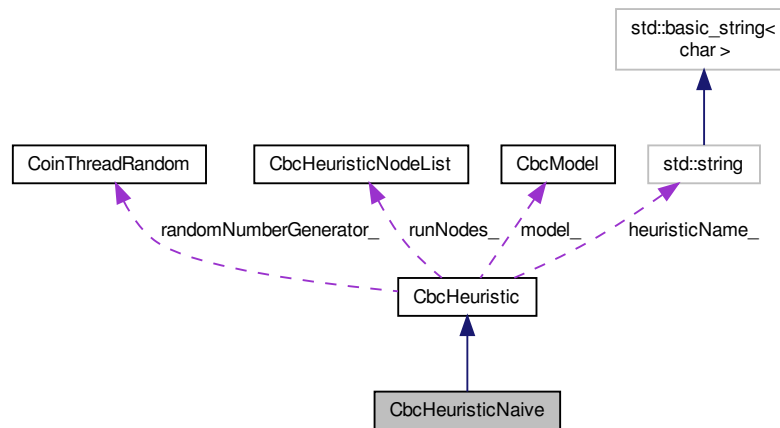 std::basic_string<
char >
CoinThreadRandom
CbcHeuristicNodeList
CbcModel
std::string
randomNumberGenerator_
runNodes_
model_
heuristicName_
CbcHeuristic
CbcHeuristicNaive